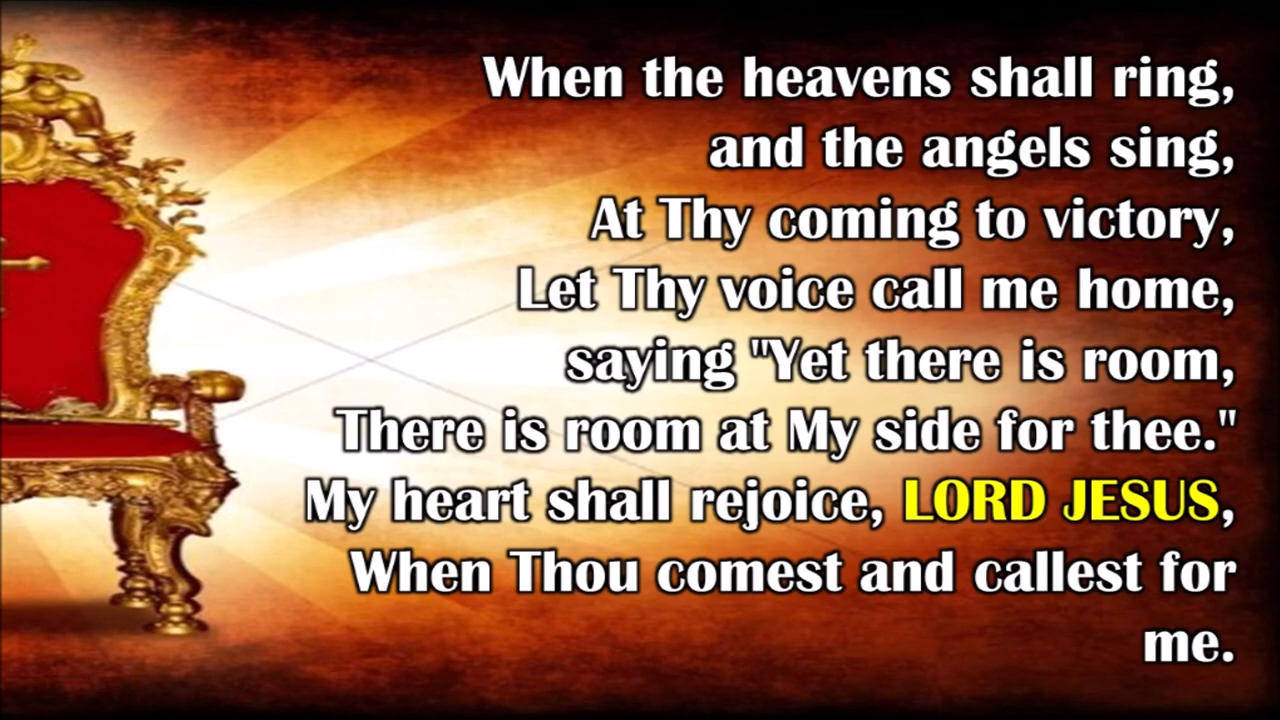 When the heavens shall ring,
and the angels sing,
At Thy coming to victory,
Let Thy voice call me home,
saying "Yet there is room,
There is room at My side for thee."
My heart shall rejoice, LORD JESUS,
When Thou comest and callest for
me.